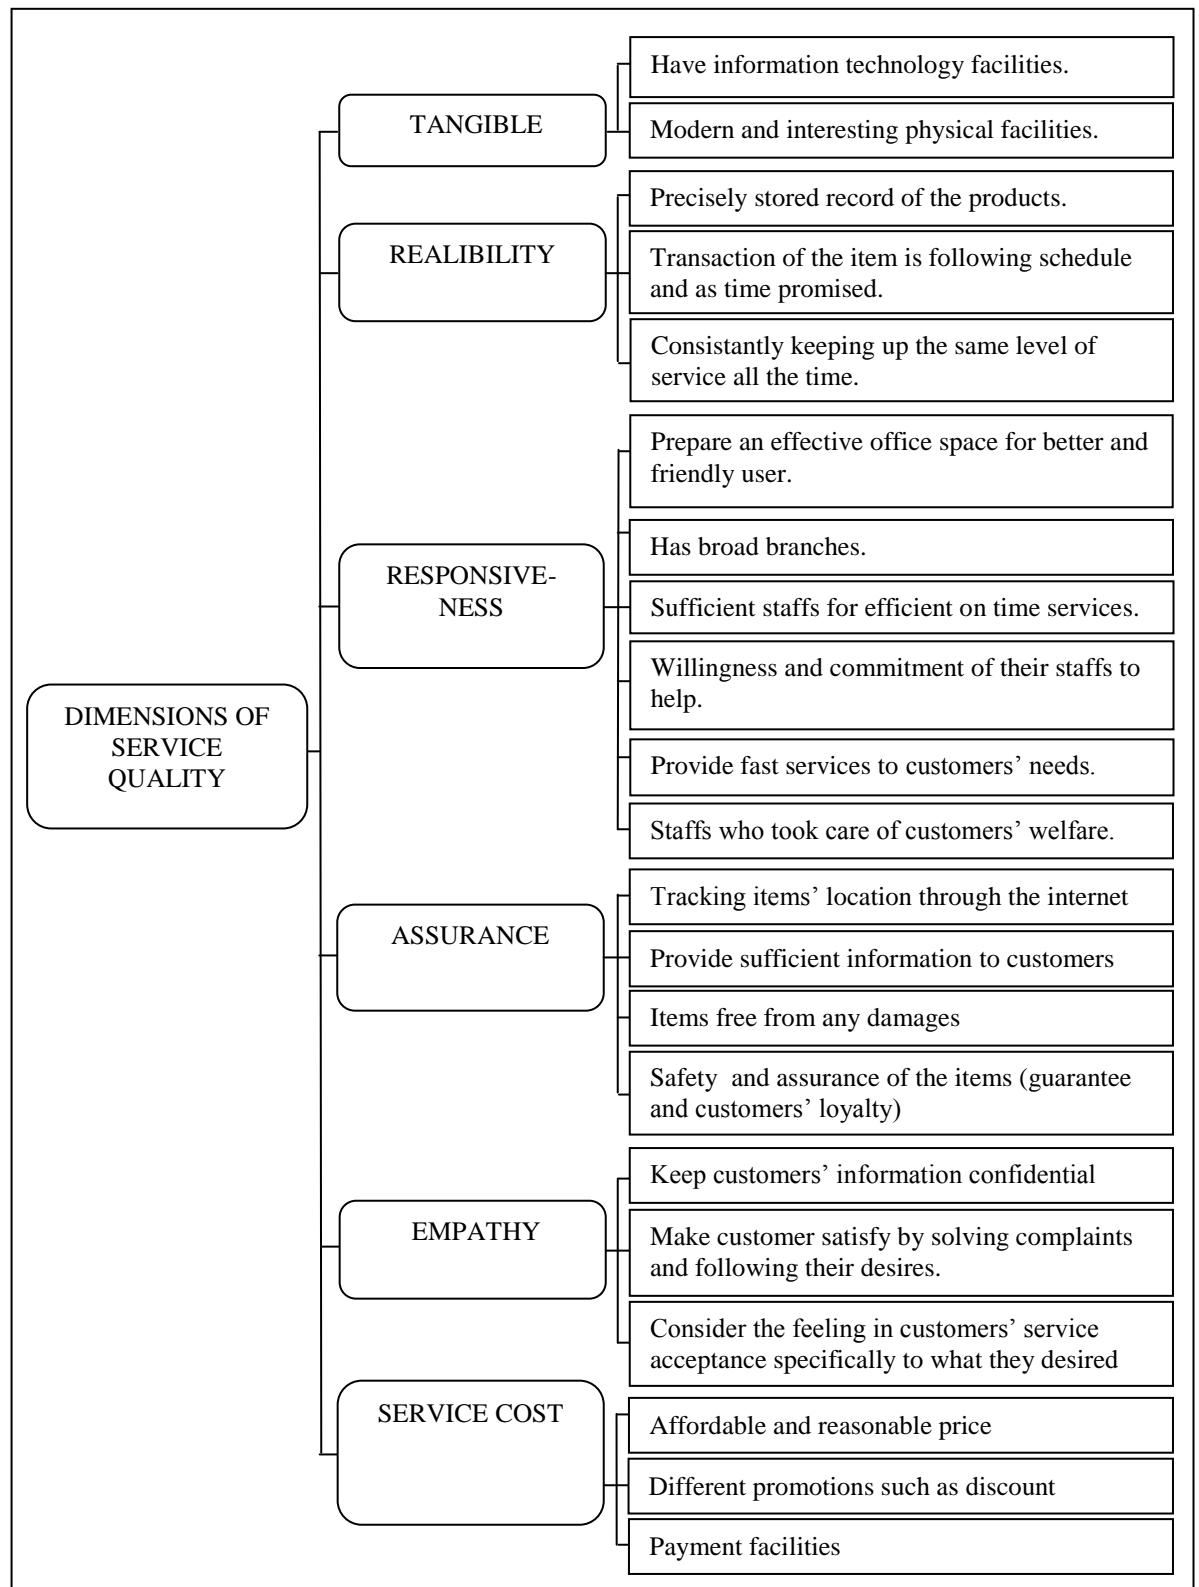 DIMENSIONS OF
SERVICE
QUALITY
TANGIBLE
Have information technology facilities.
Modern and interesting physical facilities.
REALIBILITY
Precisely stored record of the products.
Transaction of the item is following schedule
and as time promised.
Consistantly keeping up the same level of
service all the time.
RESPONSIVE-
NESS
Prepare an effective office space for better and
friendly user.
Has broad branches.
Sufficient staffs for efficient on time services.
Willingness and commitment of their staffs to
help.
Provide fast services to customers’ needs.
Staffs who took care of customers’ welfare.
ASSURANCE
Tracking items’ location through the internet
Provide sufficient information to customers
Items free from any damages
Safety and assurance of the items (guarantee
and customers’ loyalty)
EMPATHY
Keep customers’ information confidential
Make customer satisfy by solving complaints
and following their desires.
Consider the feeling in customers’ service
acceptance specifically to what they desired
SERVICE COST
Affordable and reasonable price
Different promotions such as discount
Payment facilities